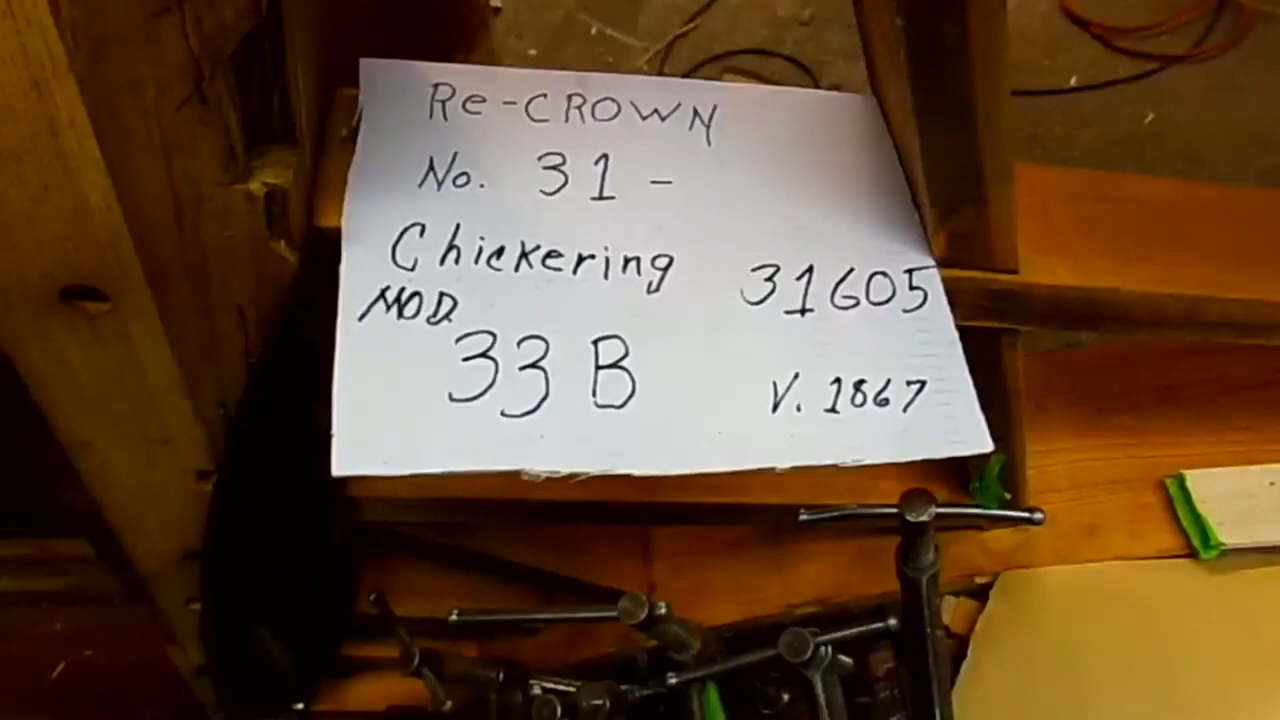 Re-CROWN
No. 31 -
Chickering 31605
MOD.
33 B V. 1867